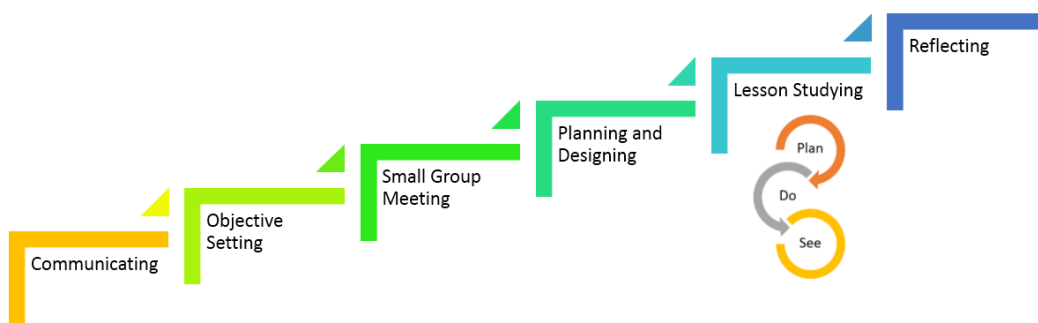 Communicating
Objective
Setting
Small Group
Meeting
Planning and
Designing
Lesson Studying
Plan
Do
See
Reflecting